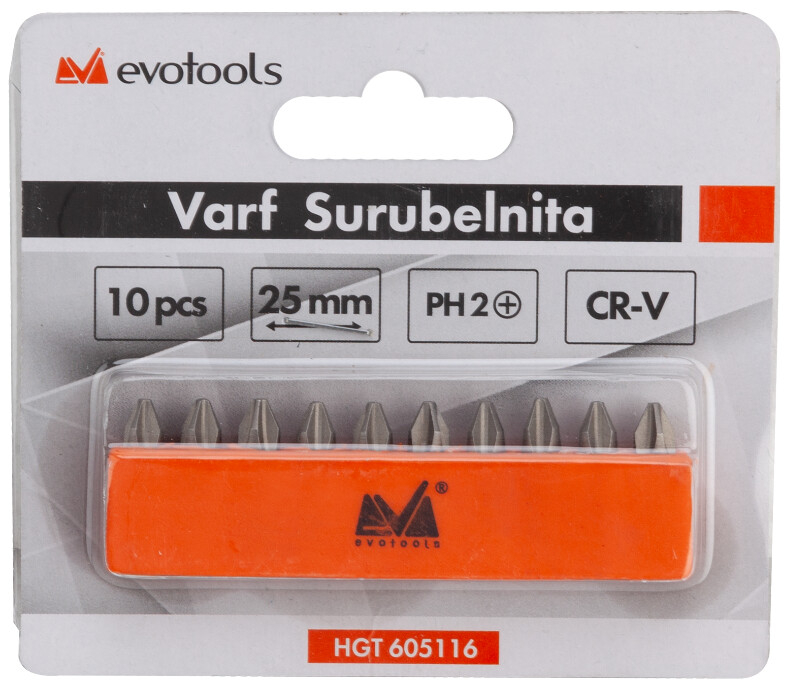 evotools
Varf Surubelnita
10 pcs
25 mm
PH 2
CR-V
®
evotools
HGT 605116